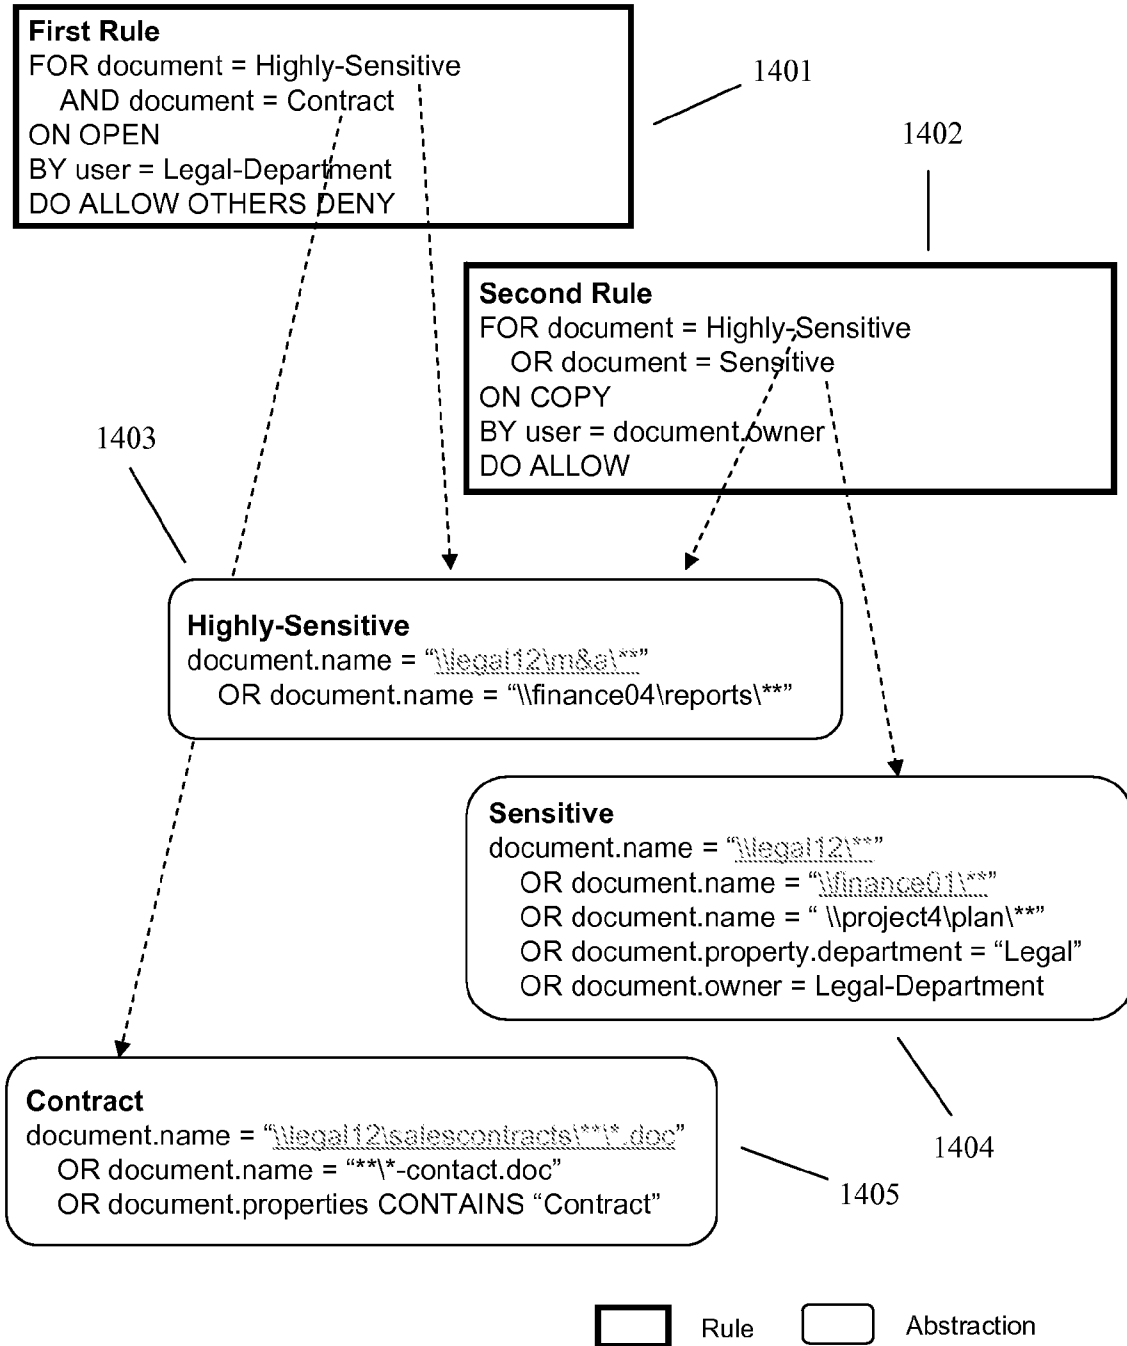 First Rule
FOR document = Highly-Sensitive
AND document = Contract
ON OPEN
BY user = Legal-Department
DO ALLOW OTHERS DENY
1401
1402
Second Rule
FOR document = Highly-Sensitive
OR document = Sensitive
ON COPY
BY user = document.owner
DO ALLOW
1403
Highly-Sensitive
document.name = “\\legal12\m&a\**”
OR document.name = “\\finance04\reports\**”
Sensitive
document.name = “\\legal12\**”
OR document.name = “\\finance01\**”
OR document.name = “ \\project4\plan\**”
OR document.property.department = “Legal”
OR document.owner = Legal-Department
1404
Contract
document.name = “\\legal12\salescontracts\**\*.doc”
OR document.name = “**\*-contact.doc”
OR document.properties CONTAINS “Contract”
1405
Rule
Abstraction